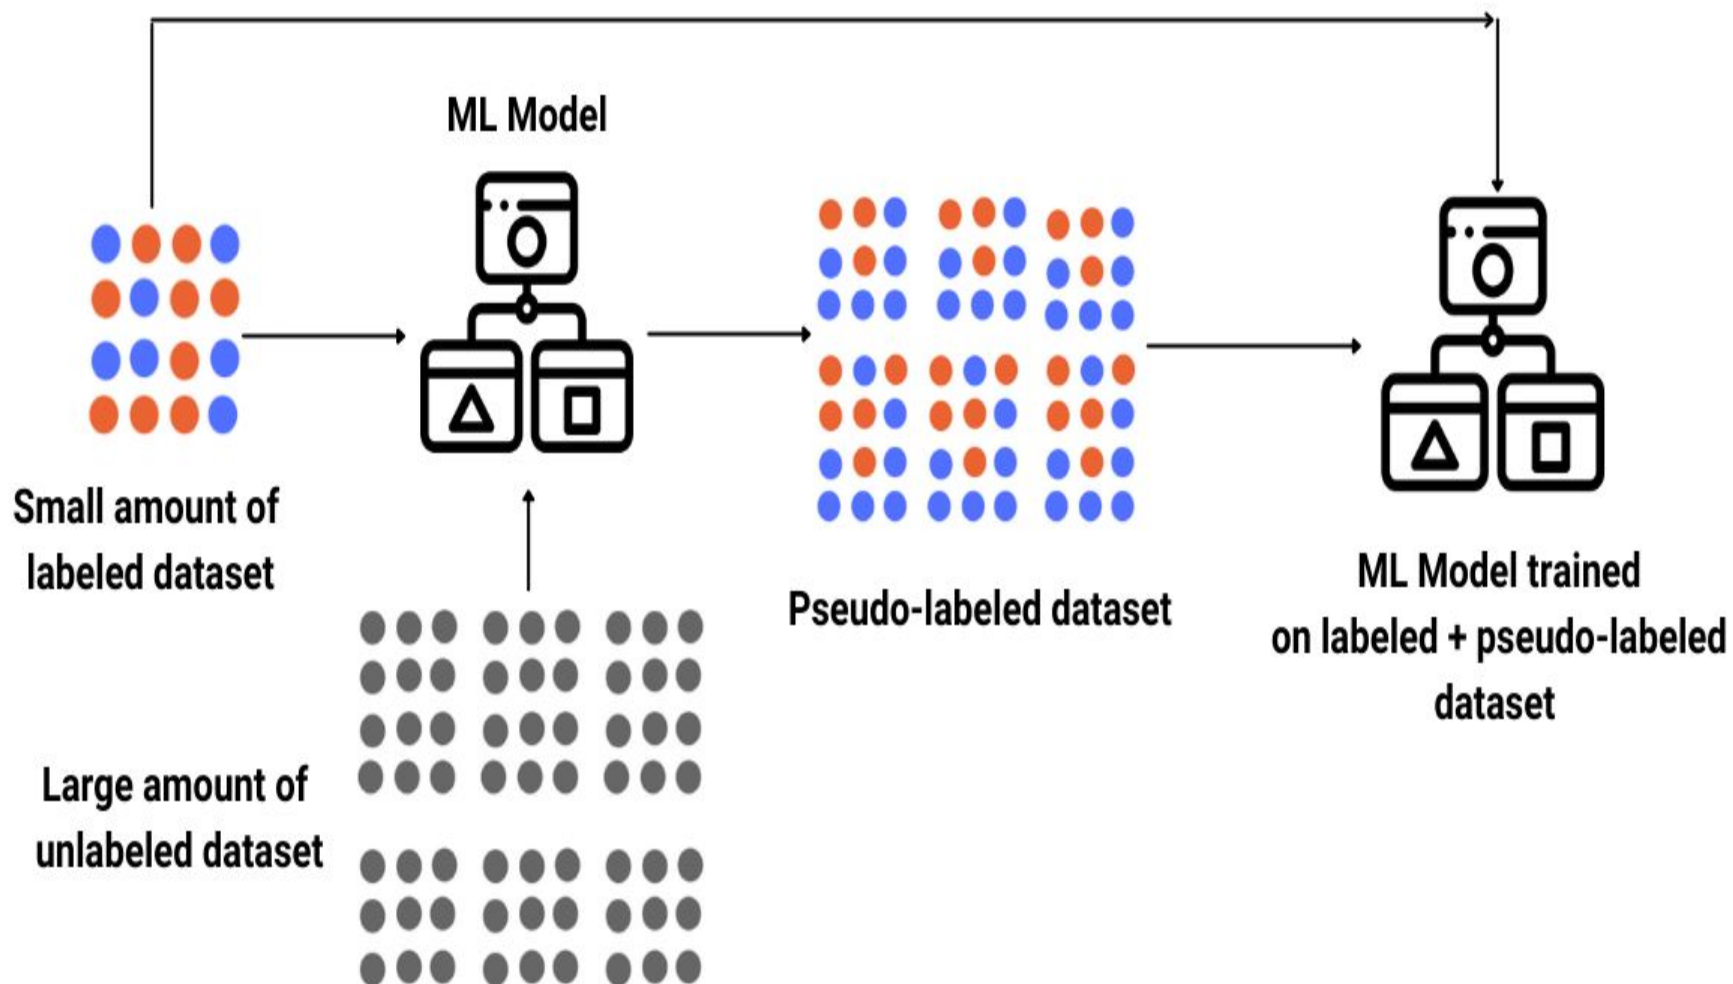 ML Model
Small amount of
labeled dataset
Pseudo-labeled dataset
ML Model trained
on labeled + pseudo-labeled
dataset
Large amount of
unlabeled dataset